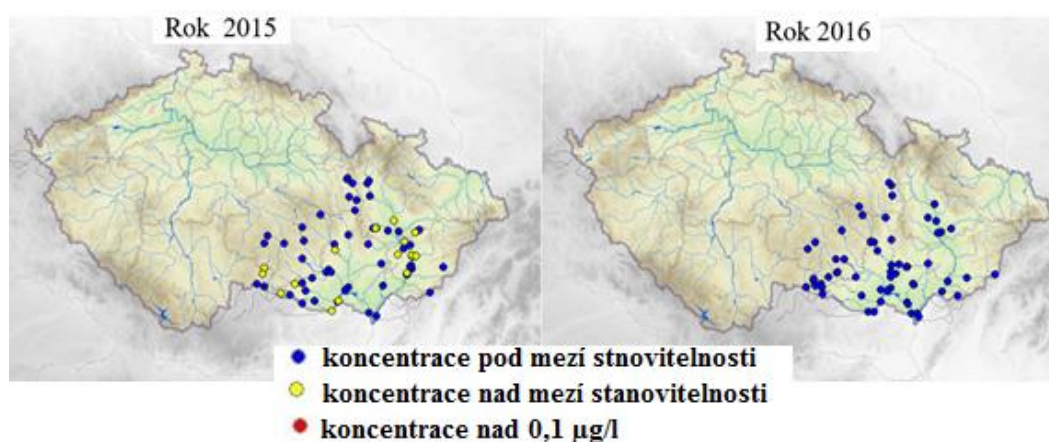 Rok 2015
Rok 2016
koncentrace pod mezí stnovitelnosti
koncentrace nad mezí stanovitelnosti
koncentrace nad 0,1 µg/l